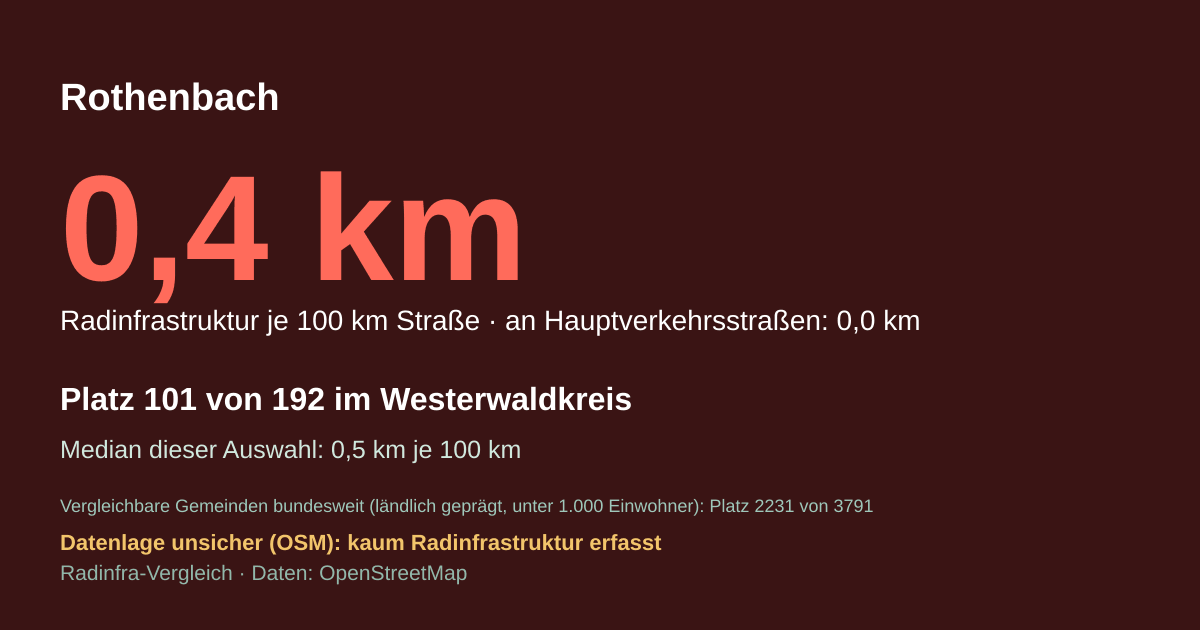 Rothenbach
0,4 km
Radinfrastruktur je 100 km Straße · an Hauptverkehrsstraßen: 0,0 km
Platz 101 von 192 im Westerwaldkreis
Median dieser Auswahl: 0,5 km je 100 km
Vergleichbare Gemeinden bundesweit (ländlich geprägt, unter 1.000 Einwohner): Platz 2231 von 3791
Datenlage unsicher (OSM): kaum Radinfrastruktur erfasst
Radinfra-Vergleich · Daten: OpenStreetMap